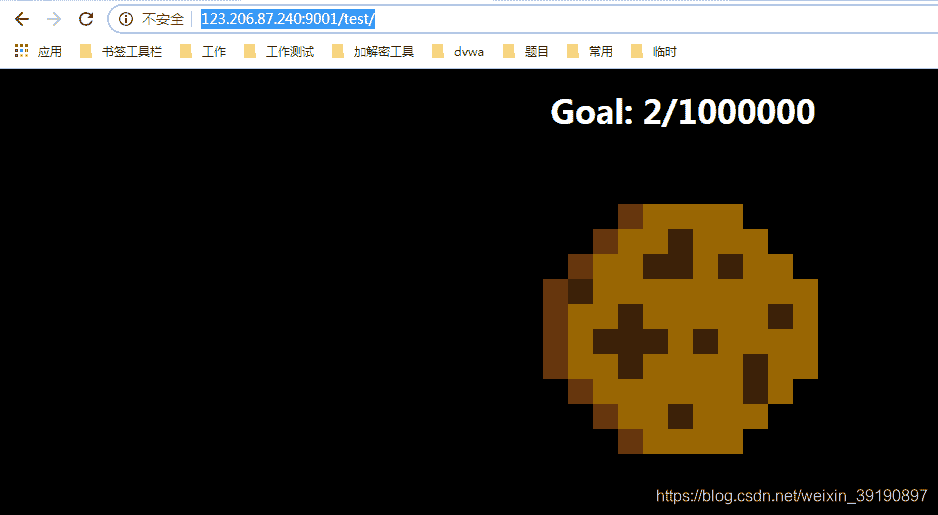 不安全 123.206.87.240:9001/test/
应用 书签工具栏 工作 工作测试 加解密工具 dvwa 题目 常用 临时
Goal: 2/1000000
https://blog.csdn.net/weixin_39190897